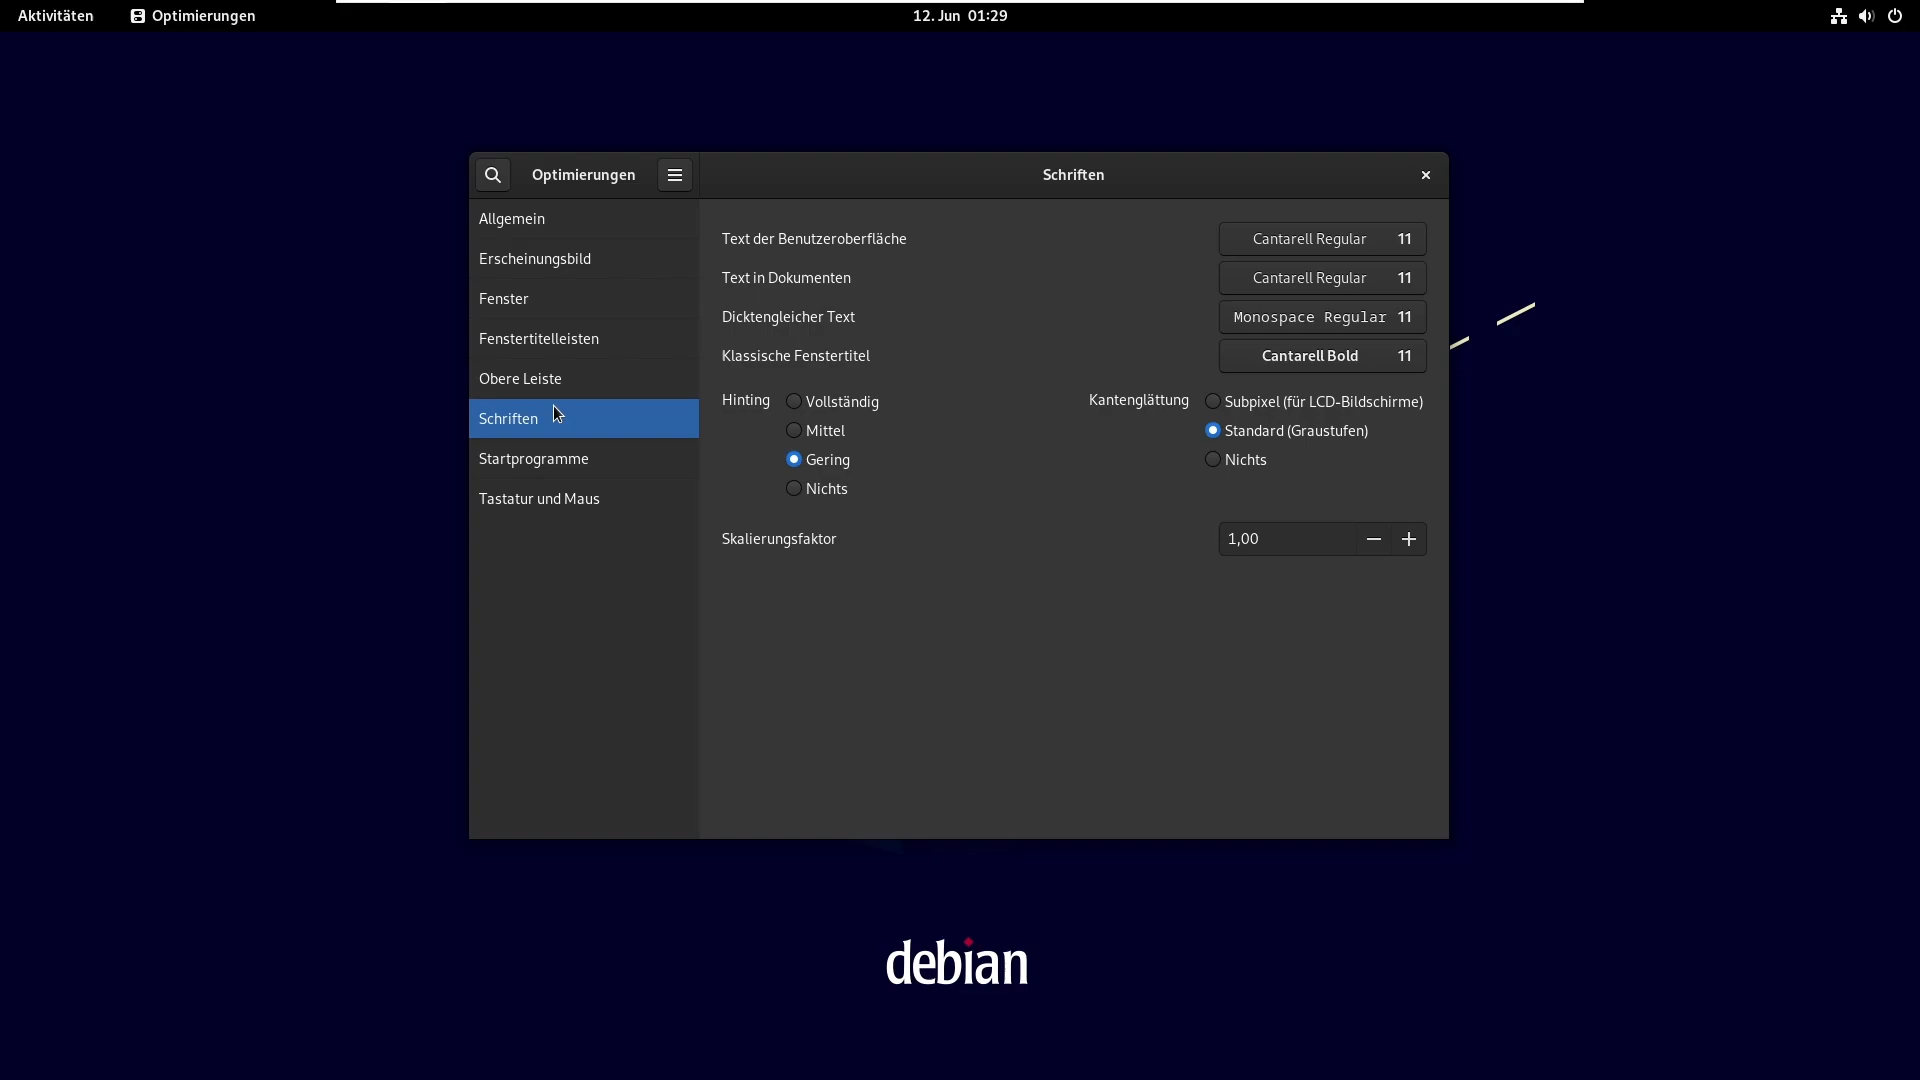 Aktivitäten Optimierungen 12. Jun 01:29
Optimierungen Schriften
Allgemein
Erscheinungsbild
Fenster
Fenstertitelleisten
Obere Leiste
Schriften
Startprogramme
Tastatur und Maus
Text der Benutzeroberfläche Cantarell Regular 11
Text in Dokumenten Cantarell Regular 11
Dicktengleicher Text Monospace Regular 11
Klassische Fenstertitel Cantarell Bold 11
Hinting Vollständig Kantenglättung Subpixel (für LCD-Bildschirme)
Mittel Standard (Graustufen)
Gering Nichts
Nichts
Skalierungsfaktor 1,00
debian